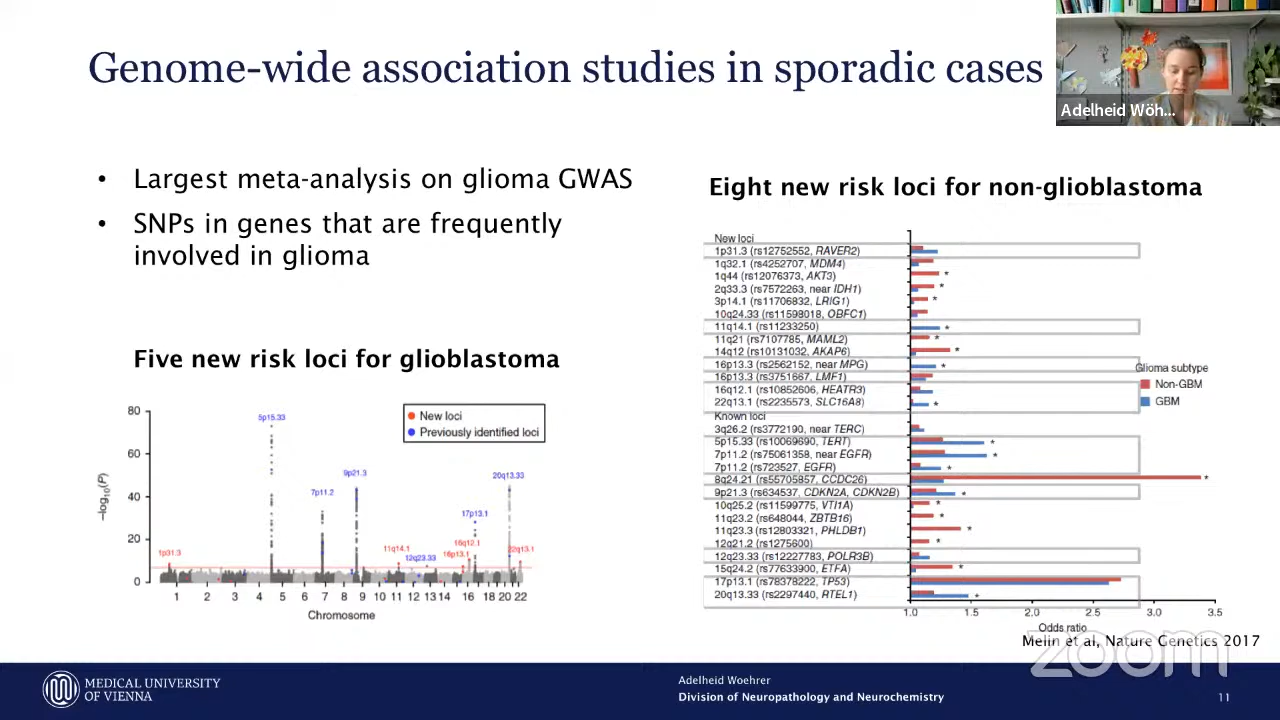 Genome-wide association studies in sporadic cases
Adelheid Wöh...
• Largest meta-analysis on glioma GWAS
• SNPs in genes that are frequently
involved in glioma
Five new risk loci for glioblastoma
New loci
Previously identified loci
−log10(P)
80
60
40
20
0
1p31.3
5p15.33
7p11.2
9p21.3
11q14.1
12q23.33
16p13.1
16q12.1
17p13.1
20q13.33
22q13.1
1 2 3 4 5 6 7 8 9 10 11 12 13 14 16 18 20 22
Chromosome
Eight new risk loci for non-glioblastoma
New loci
1p31.3 (rs12752552, RAVER2)
1q32.1 (rs4252707, MDM4)
1q44 (rs12076373, AKT3) *
2q33.3 (rs7572263, near IDH1) *
3p14.1 (rs11706832, LRIG1) *
10q24.33 (rs11598018, OBFC1)
11q14.1 (rs11233250) *
11q21 (rs7107785, MAML2) *
14q12 (rs10131032, AKAP6) *
16p13.3 (rs2562152, near MPG) *
16p13.3 (rs3751667, LMF1)
16q12.1 (rs10852606, HEATR3)
22q13.1 (rs2235573, SLC16A8) *
Known loci
3q26.2 (rs3772190, near TERC)
5p15.33 (rs10069690, TERT) *
7p11.2 (rs75061358, near EGFR) *
7p11.2 (rs723527, EGFR) *
8q24.21 (rs55705857, CCDC26) *
9p21.3 (rs634537, CDKN2A, CDKN2B) *
10q25.2 (rs11599775, VTI1A) *
11q23.2 (rs648044, ZBTB16) *
11q23.3 (rs12803321, PHLDB1) *
12q21.2 (rs1275600) *
12q23.33 (rs12227783, POLR3B)
15q24.2 (rs77633900, ETFA) *
17p13.1 (rs78378222, TP53)
20q13.33 (rs2297440, RTEL1) *
Glioma subtype
Non-GBM
GBM
1.0 1.5 2.0 2.5 3.0 3.5
Odds ratio
Melin et al, Nature Genetics 2017
zoom
MEDICAL UNIVERSITY
OF VIENNA
Adelheid Woehrer
Division of Neuropathology and Neurochemistry
11